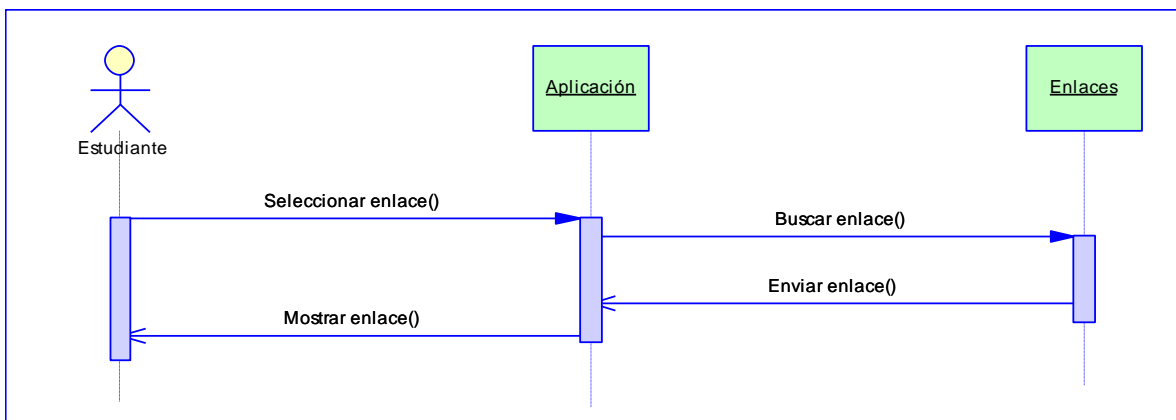 Aplicación
Enlaces
Estudiante
Seleccionar enlace()
Buscar enlace()
Enviar enlace()
Mostrar enlace()